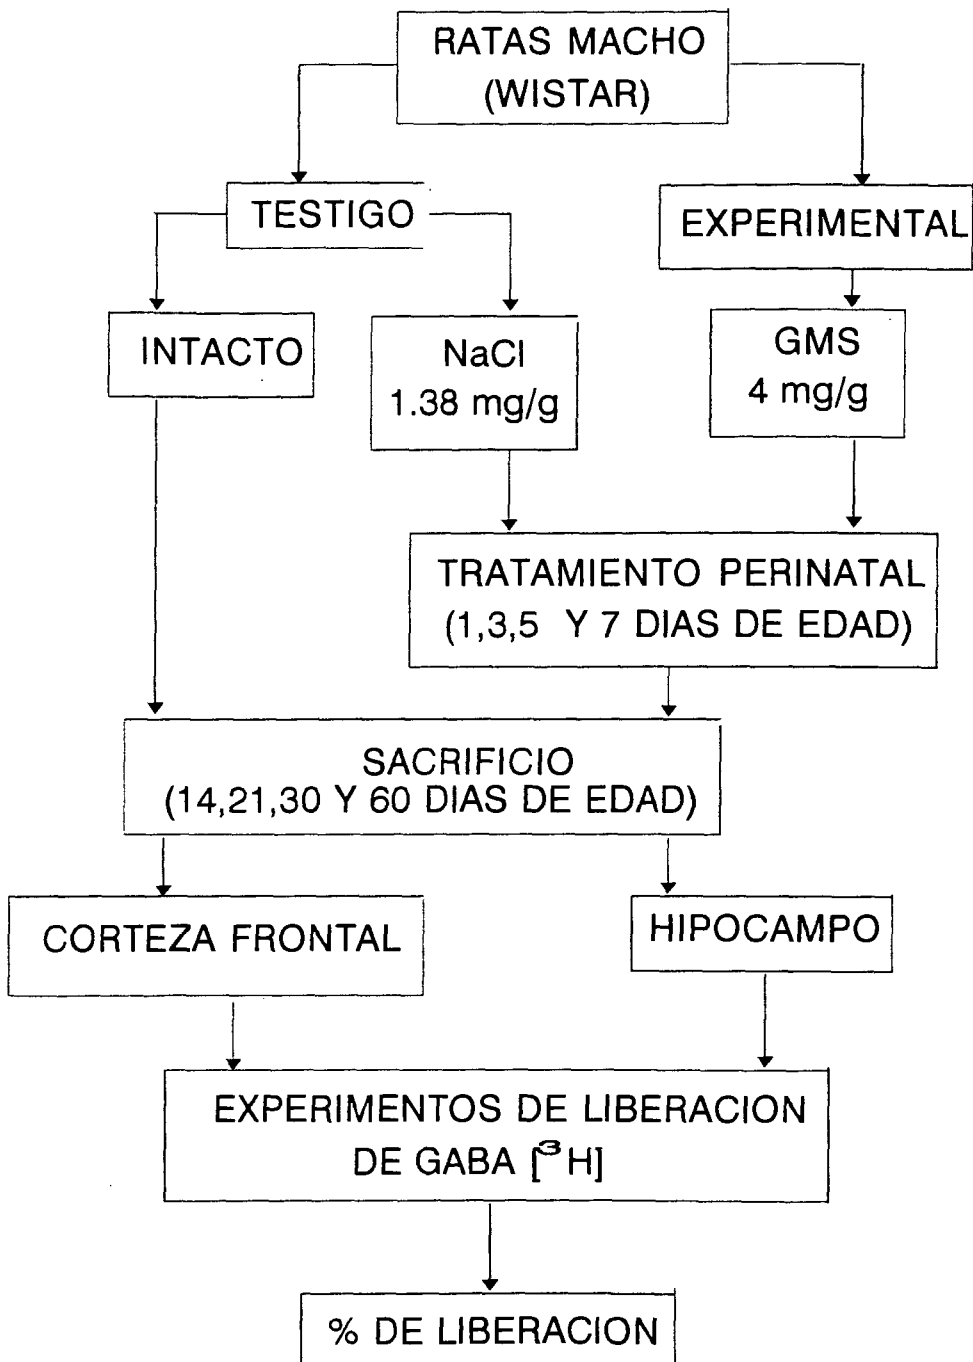 RATAS MACHO
(WISTAR)
TESTIGO
EXPERIMENTAL
INTACTO
NaCl
1.38 mg/g
GMS
4 mg/g
TRATAMIENTO PERINATAL
(1,3,5 Y 7 DIAS DE EDAD)
SACRIFICIO
(14,21,30 Y 60 DIAS DE EDAD)
CORTEZA FRONTAL
HIPOCAMPO
EXPERIMENTOS DE LIBERACION
DE GABA [³H]
% DE LIBERACION